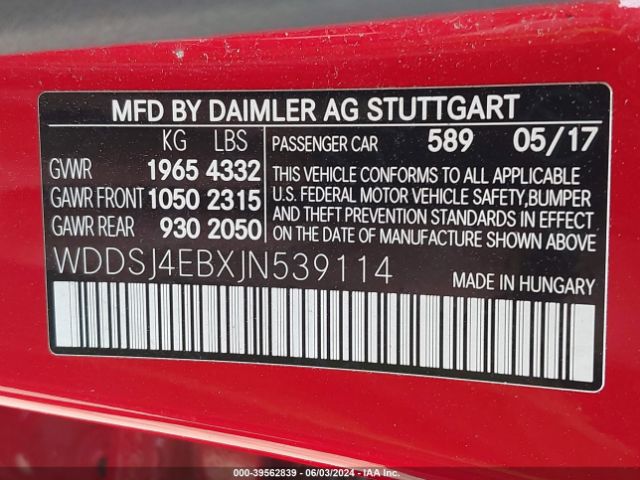 MFD BY DAIMLER AG STUTTGART
KG LBS
GVWR 1965 4332
GAWR FRONT 1050 2315
GAWR REAR 930 2050
PASSENGER CAR 589 05/17
THIS VEHICLE CONFORMS TO ALL APPLICABLE
U.S. FEDERAL MOTOR VEHICLE SAFETY,BUMPER
AND THEFT PREVENTION STANDARDS IN EFFECT
ON THE DATE OF MANUFACTURE SHOWN ABOVE
WDDSJ4EBXJN539114
MADE IN HUNGARY
000-39562839 - 06/03/2024 - IAA Inc.